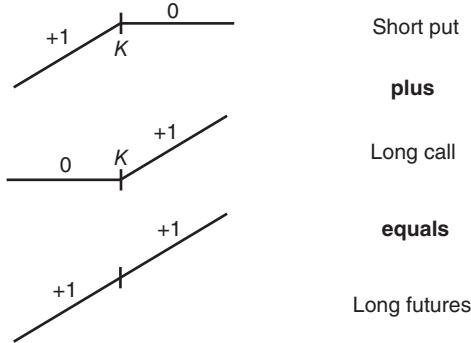 +1 0 Short put
K
plus
0 K +1 Long call
equals
+1
+1 Long futures